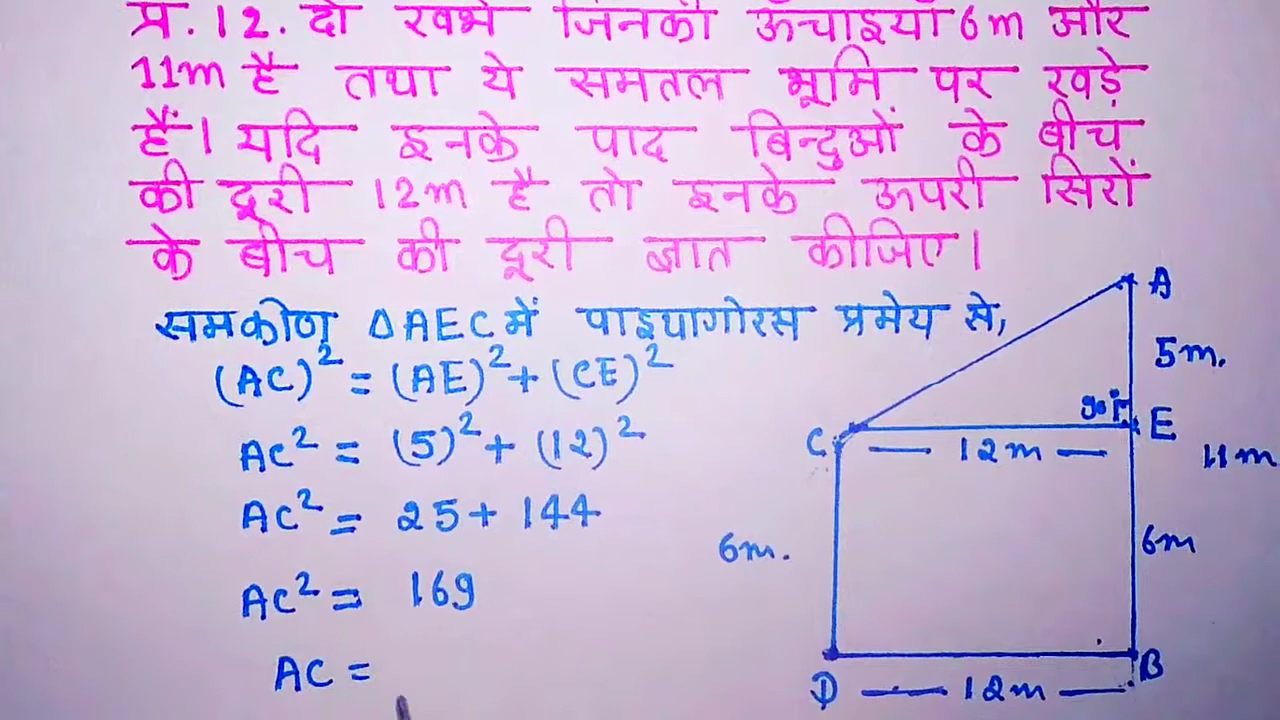 प्र. 12. दो खंभे जिनकी ऊँचाइयाँ 6m और
11m है तथा ये समतल भूमि पर खड़े
हैं। यदि इनके पाद बिन्दुओं के बीच
की दूरी 12m है तो इनके ऊपरी सिरों
के बीच की दूरी ज्ञात कीजिए।
समकोण ΔAEC में पाइथागोरस प्रमेय से,
(AC)² = (AE)² + (CE)²
AC² = (5)² + (12)²
AC² = 25 + 144
AC² = 169
AC =
A
5m.
90°
E
C
12m
11m
6m.
6m
D
12m
B